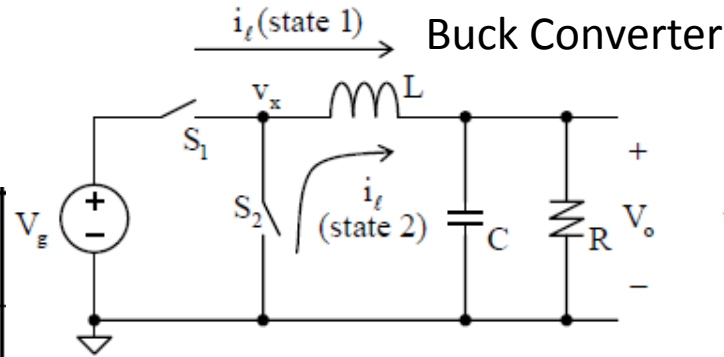 i_ℓ (state 1)
Buck Converter
v_x
L
S_1
+
V_g
+
−
S_2
i_ℓ
(state 2)
C
R
V_o
−